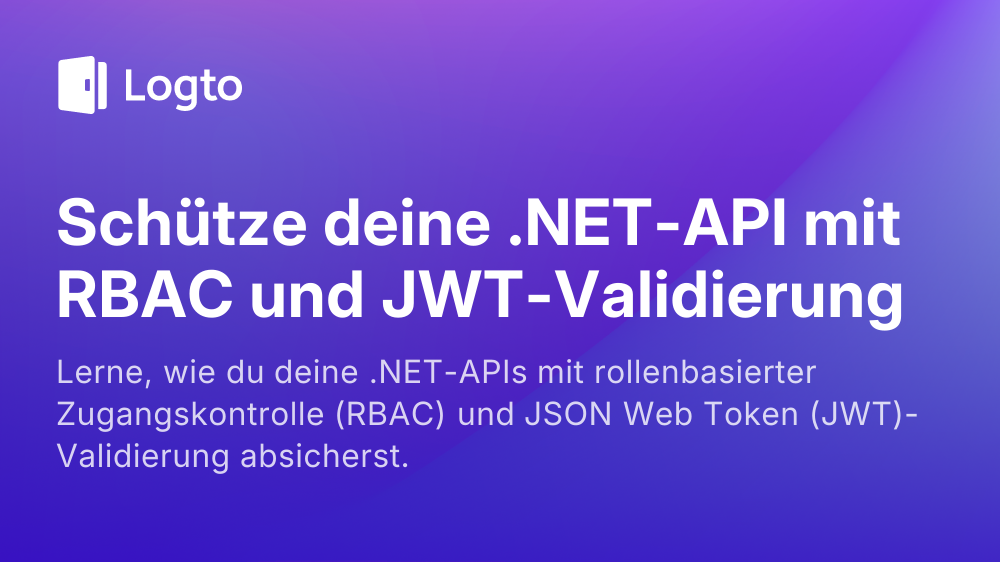 Logto
Schütze deine .NET-API mit
RBAC und JWT-Validierung
Lerne, wie du deine .NET-APIs mit rollenbasierter
Zugangskontrolle (RBAC) und JSON Web Token (JWT)-
Validierung absicherst.